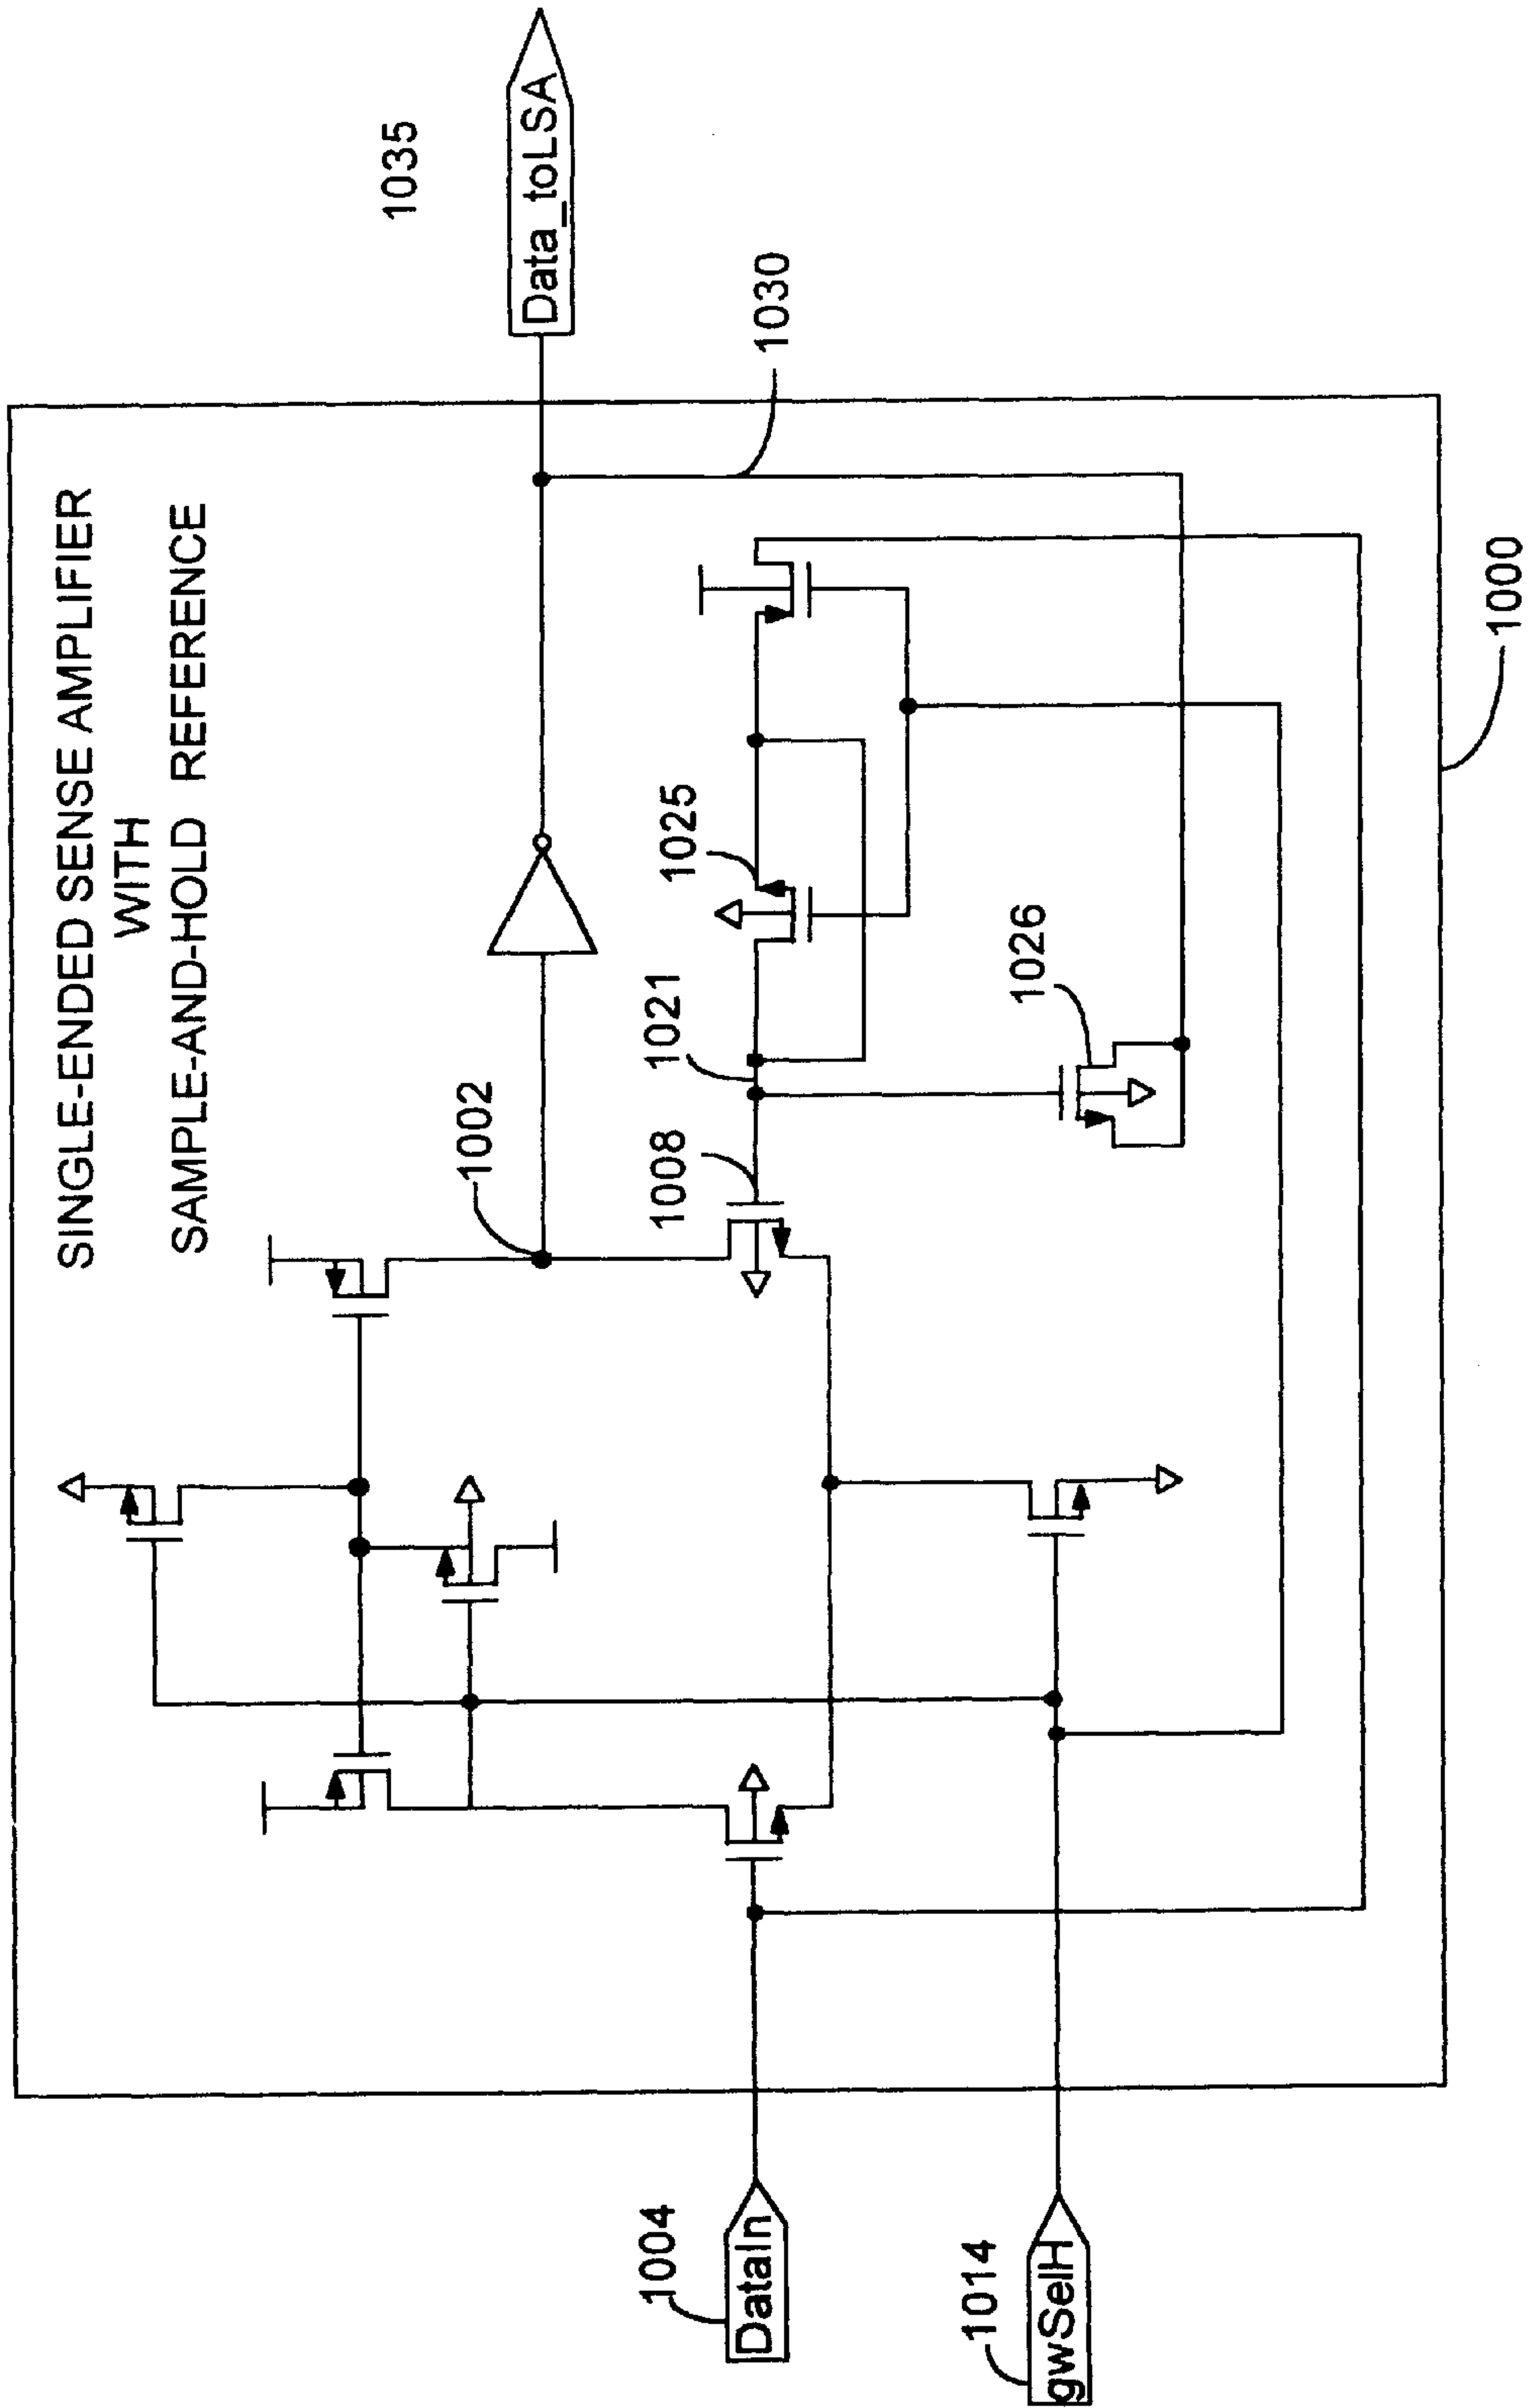 SINGLE-ENDED SENSE AMPLIFIER
WITH
SAMPLE-AND-HOLD REFERENCE
1035
Data_toLSA
1030
1002
1025
1021
1008
1026
1004
DataIn
1014
gwSelH
1000